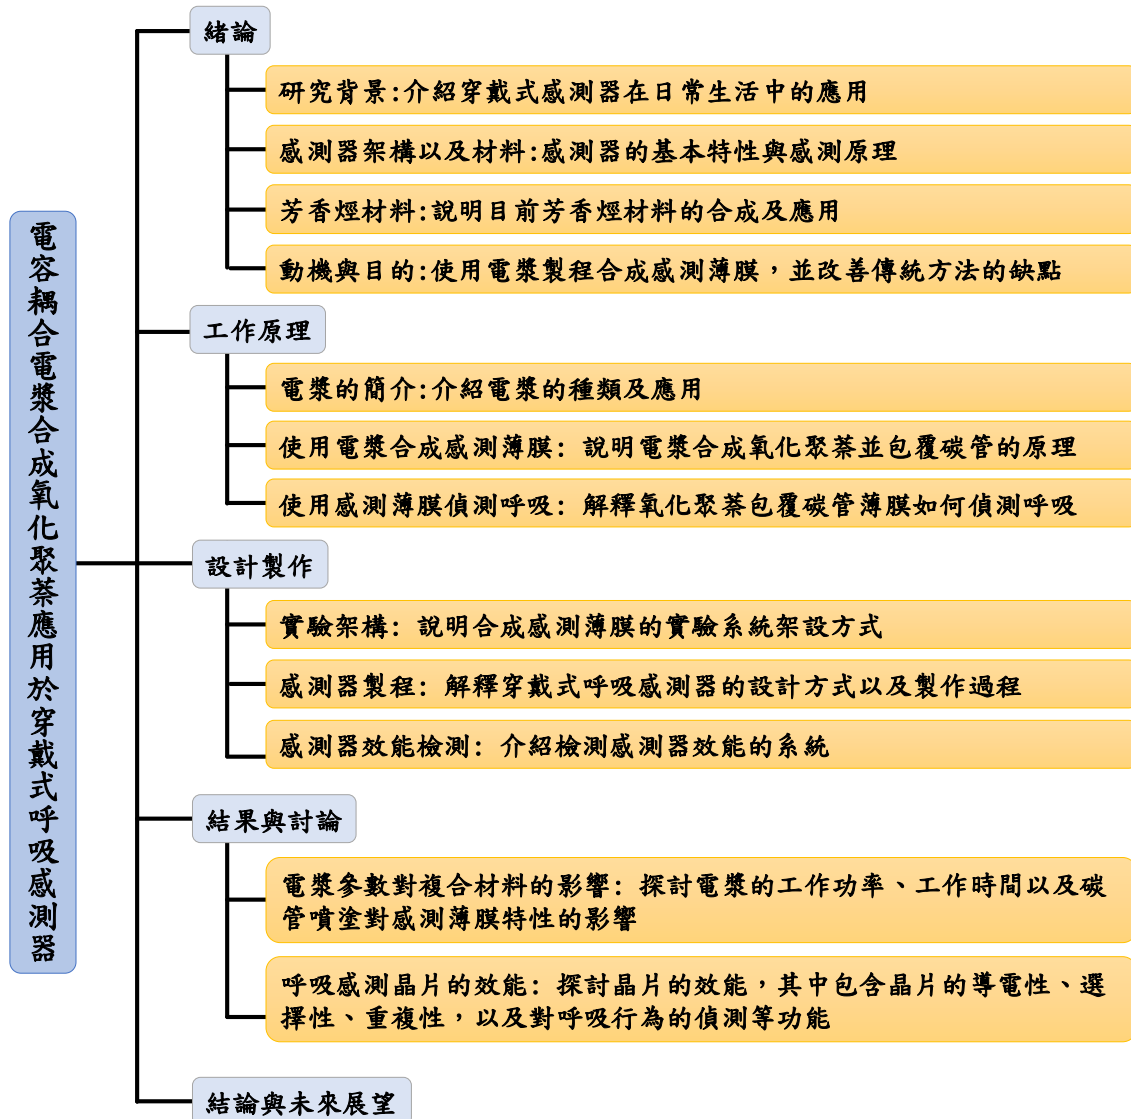 電容耦合電漿合成氧化聚萘應用於穿戴式呼吸感測器
緒論
研究背景:介紹穿戴式感測器在日常生活中的應用
感測器架構以及材料:感測器的基本特性與感測原理
芳香烴材料:說明目前芳香烴材料的合成及應用
動機與目的:使用電漿製程合成感測薄膜，並改善傳統方法的缺點
工作原理
電漿的簡介:介紹電漿的種類及應用
使用電漿合成感測薄膜: 說明電漿合成氧化聚萘並包覆碳管的原理
使用感測薄膜偵測呼吸: 解釋氧化聚萘包覆碳管薄膜如何偵測呼吸
設計製作
實驗架構: 說明合成感測薄膜的實驗系統架設方式
感測器製程: 解釋穿戴式呼吸感測器的設計方式以及製作過程
感測器效能檢測: 介紹檢測感測器效能的系統
結果與討論
電漿參數對複合材料的影響: 探討電漿的工作功率、工作時間以及碳
管噴塗對感測薄膜特性的影響
呼吸感測晶片的效能: 探討晶片的效能，其中包含晶片的導電性、選
擇性、重複性，以及對呼吸行為的偵測等功能
結論與未來展望